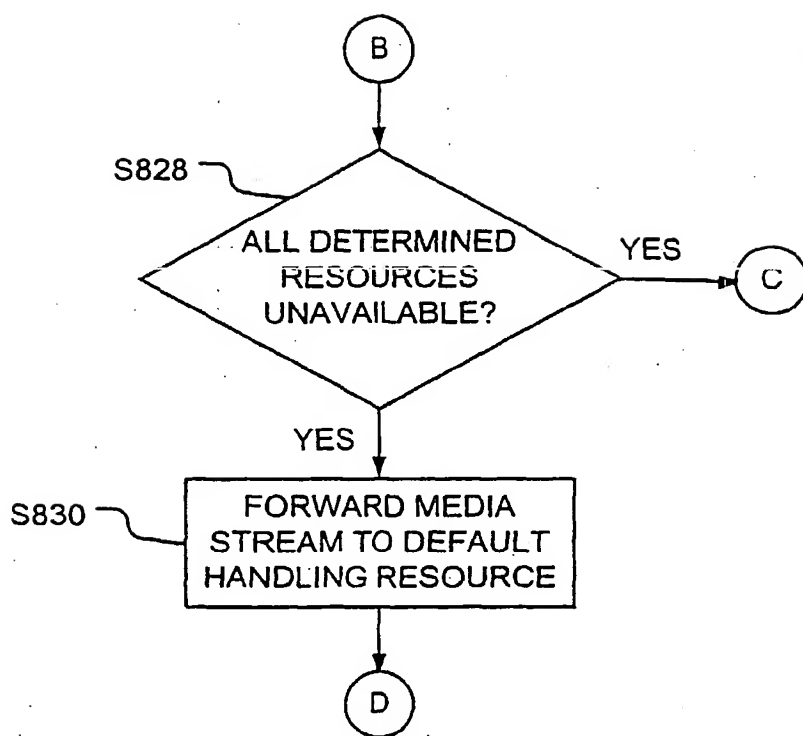 B
S828
ALL DETERMINED
RESOURCES
UNAVAILABLE?
YES
C
YES
S830
FORWARD MEDIA
STREAM TO DEFAULT
HANDLING RESOURCE
D